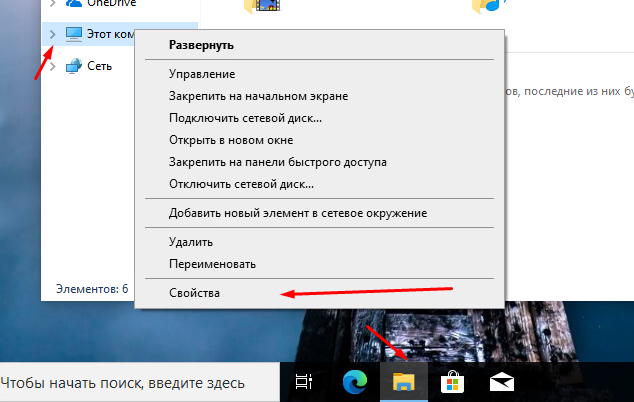 OneDrive
Этот ком
Сеть
Развернуть
Управление
Закрепить на начальном экране
Подключить сетевой диск...
Открыть в новом окне
Закрепить на панели быстрого доступа
Отключить сетевой диск...
Добавить новый элемент в сетевое окружение
Удалить
Переименовать
Свойства
ов, последние из них бу
Элементов: 6
Чтобы начать поиск, введите здесь